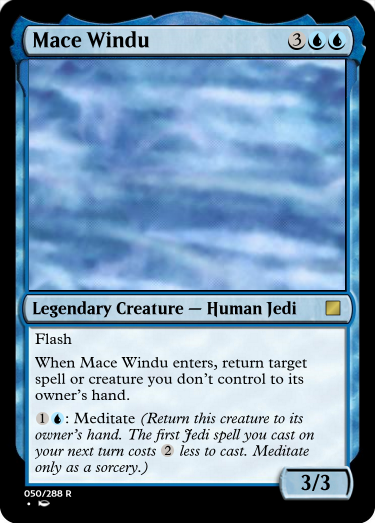 Mace Windu 3
Legendary Creature — Human Jedi
Flash
When Mace Windu enters, return target
spell or creature you don't control to its
owner's hand.
1 : Meditate (Return this creature to its
owner's hand. The first Jedi spell you cast on
your next turn costs 2 less to cast. Meditate
only as a sorcery.)
3/3
050/288 R